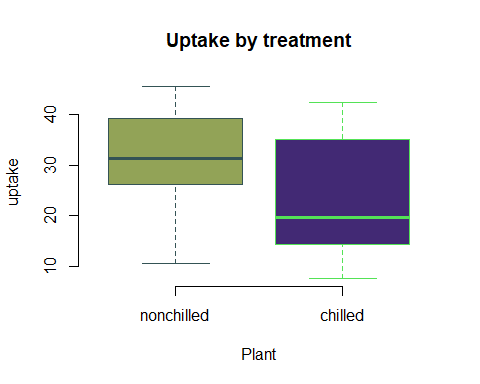 Uptake by treatment
uptake
40
30
20
10
nonchilled chilled
Plant